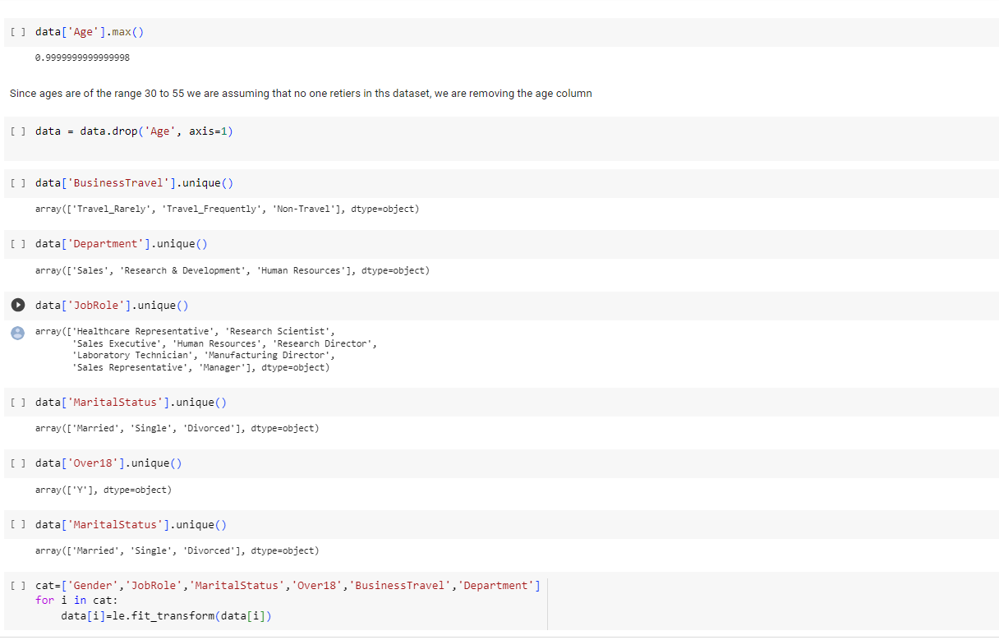 [ ] data['Age'].max()
0.9999999999999998
Since ages are of the range 30 to 55 we are assuming that no one retiers in ths dataset, we are removing the age column
[ ] data = data.drop('Age', axis=1)
[ ] data['BusinessTravel'].unique()
array(['Travel_Rarely', 'Travel_Frequently', 'Non-Travel'], dtype=object)
[ ] data['Department'].unique()
array(['Sales', 'Research & Development', 'Human Resources'], dtype=object)
data['JobRole'].unique()
array(['Healthcare Representative', 'Research Scientist',
'Sales Executive', 'Human Resources', 'Research Director',
'Laboratory Technician', 'Manufacturing Director',
'Sales Representative', 'Manager'], dtype=object)
[ ] data['MaritalStatus'].unique()
array(['Married', 'Single', 'Divorced'], dtype=object)
[ ] data['Over18'].unique()
array(['Y'], dtype=object)
[ ] data['MaritalStatus'].unique()
array(['Married', 'Single', 'Divorced'], dtype=object)
[ ] cat=['Gender','JobRole','MaritalStatus','Over18','BusinessTravel','Department']
for i in cat:
data[i]=le.fit_transform(data[i])